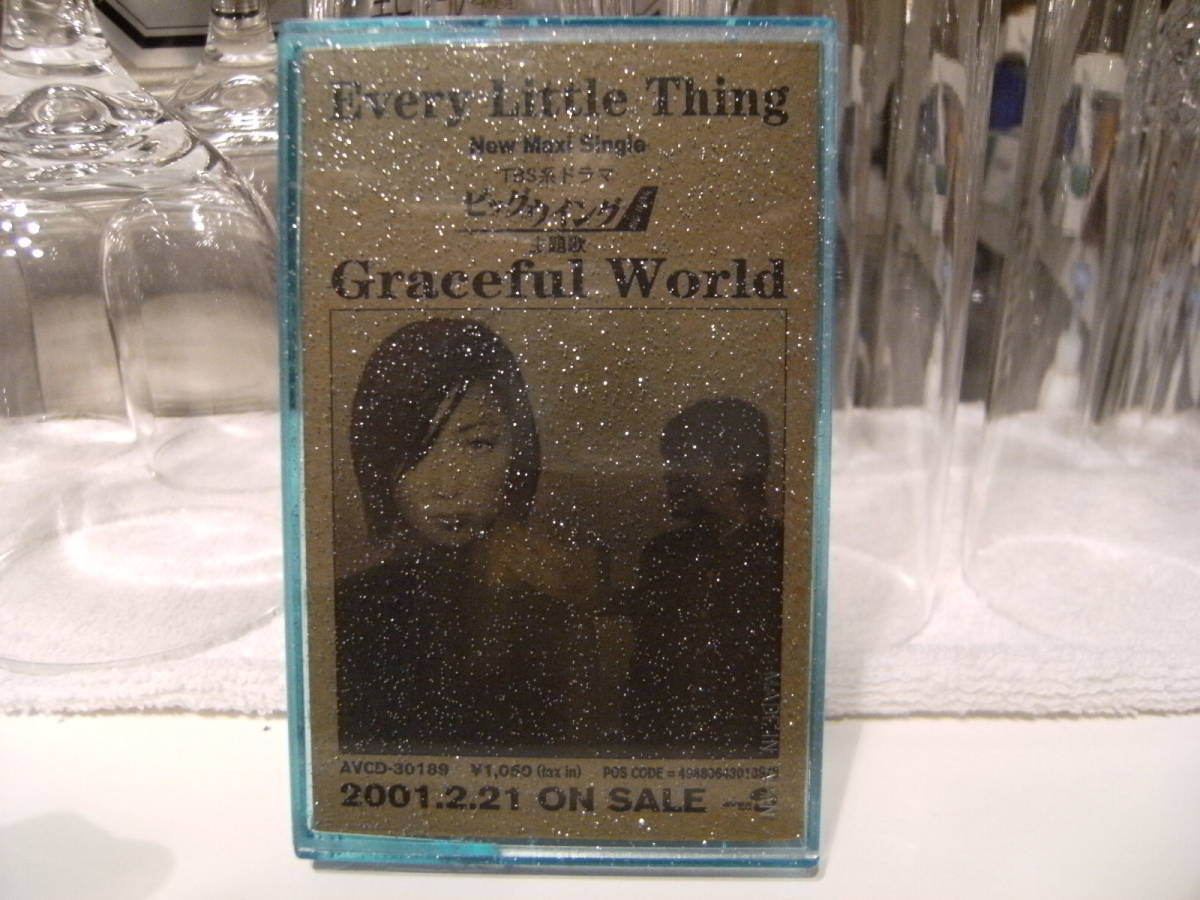 Every Little Thing
New Maxi Single
TBS系ドラマ
ビッグウイング
主題歌
Graceful World
AVCD-30189 ¥1,050 (tax in) POS CODE =
2001.2.21 ON SALE avex